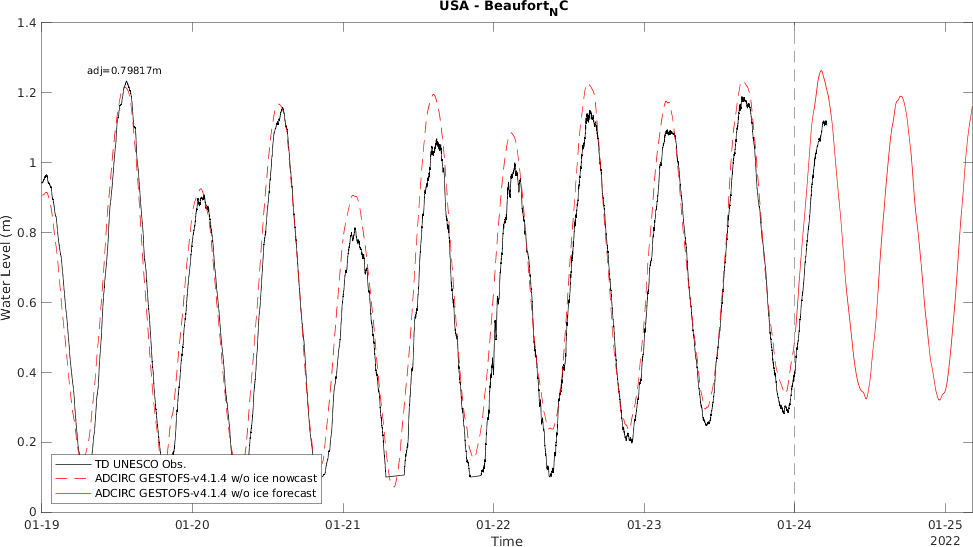 USA - Beaufort_NC
adj=0.79817m
1.4
1.2
1
0.8
0.6
0.4
0.2
0
Water Level (m)
TD UNESCO Obs.
ADCIRC GESTOFS-v4.1.4 w/o ice nowcast
ADCIRC GESTOFS-v4.1.4 w/o ice forecast
01-19 01-20 01-21 01-22 01-23 01-24 01-25
Time 2022